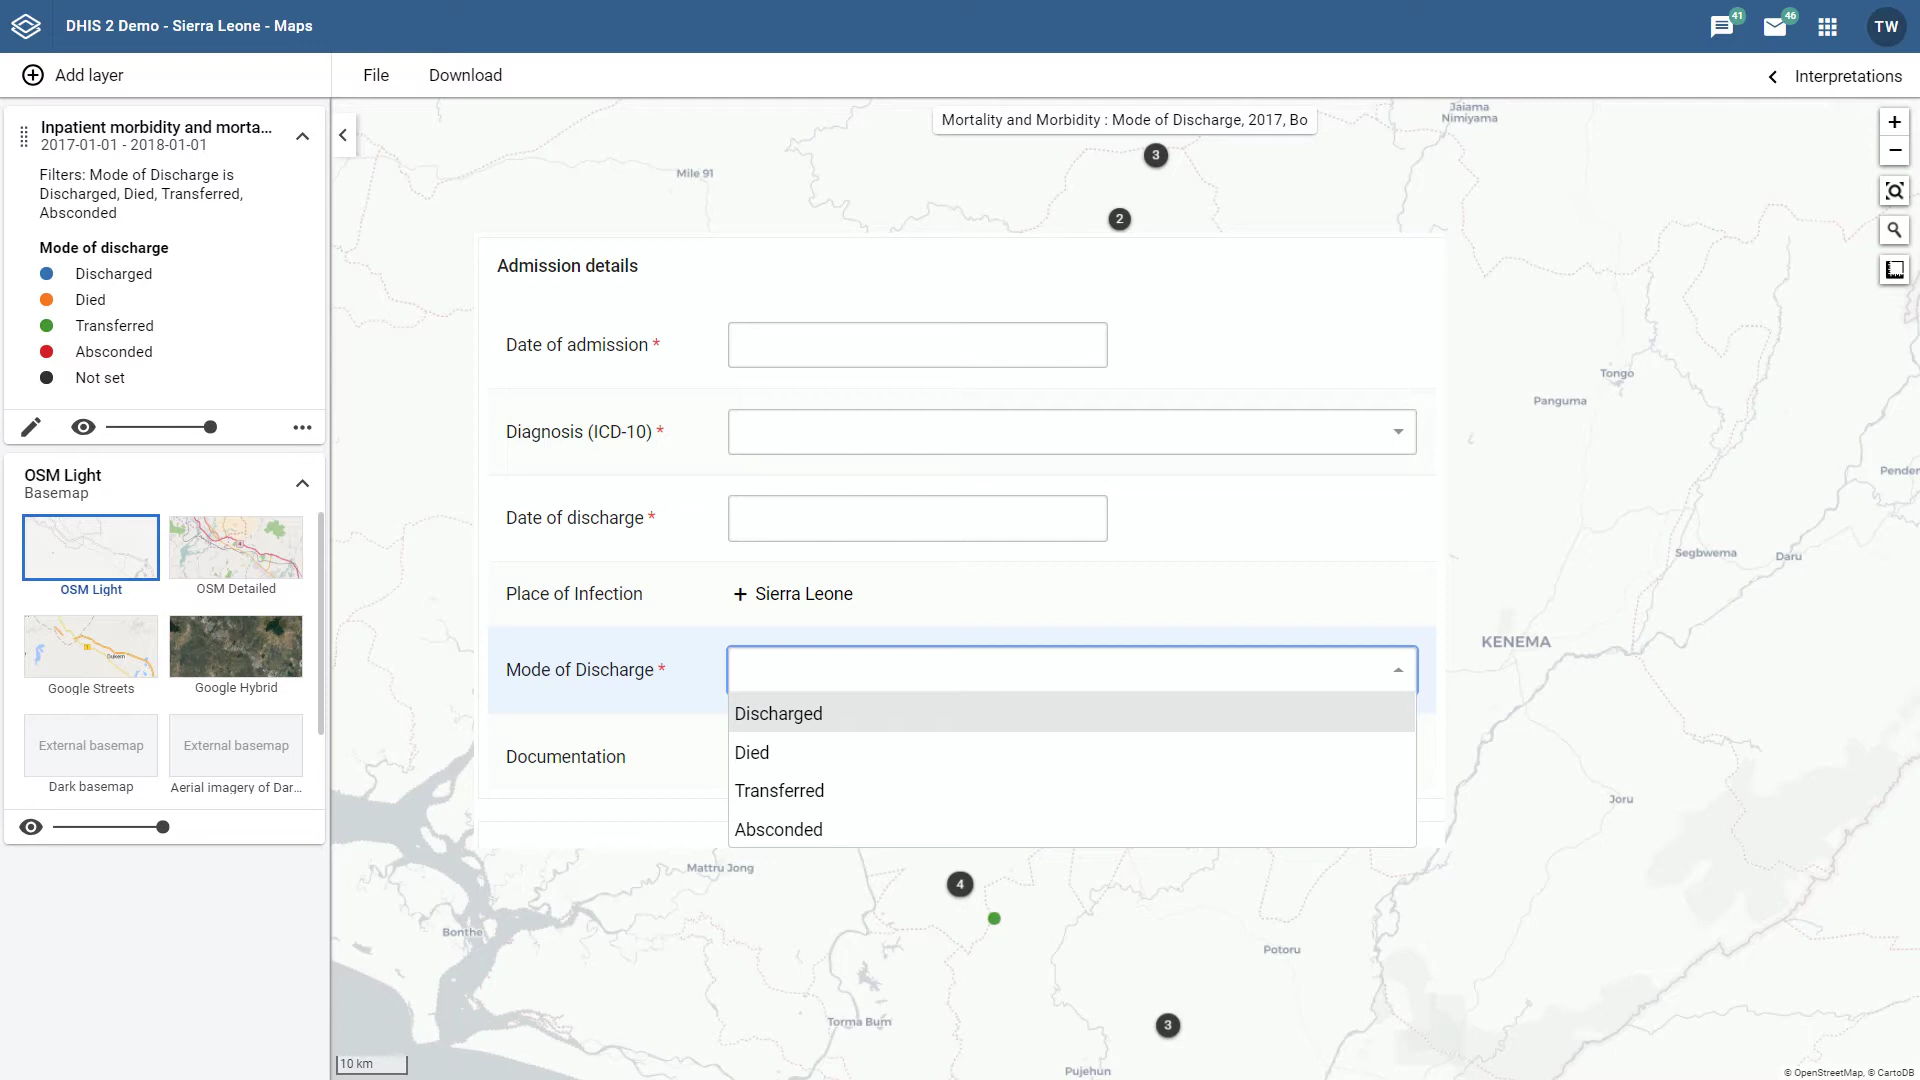 DHIS 2 Demo - Sierra Leone - Maps
41
46
TW
Add layer
File
Download
Interpretations
Inpatient morbidity and morta...
2017-01-01 - 2018-01-01
Filters: Mode of Discharge is
Discharged, Died, Transferred,
Absconded
Mode of discharge
Discharged
Died
Transferred
Absconded
Not set
OSM Light
Basemap
OSM Light
OSM Detailed
Google Streets
Google Hybrid
External basemap
External basemap
Dark basemap
Aerial imagery of Dar...
Mortality and Morbidity : Mode of Discharge, 2017, Bo
Jaiama
Nimiyama
3
Mile 91
2
Admission details
Date of admission *
Diagnosis (ICD-10) *
Date of discharge *
Place of Infection
+ Sierra Leone
Mode of Discharge *
Discharged
Died
Transferred
Absconded
Documentation
Tongo
Panguma
Pender
Segbwema
Daru
KENEMA
Joru
Mattru Jong
4
Bonthe
Potoru
Torma Bum
3
Pujehun
10 km
© OpenStreetMap, © CartoDB